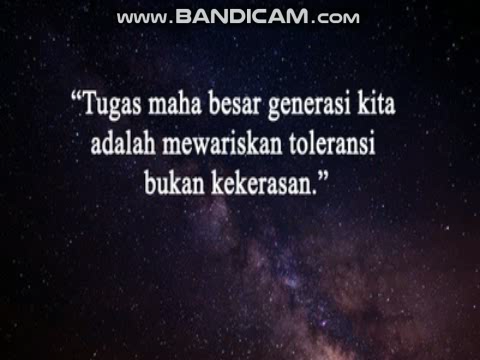 www.BANDICAM.com
“Tugas maha besar generasi kita
adalah mewariskan toleransi
bukan kekerasan.”